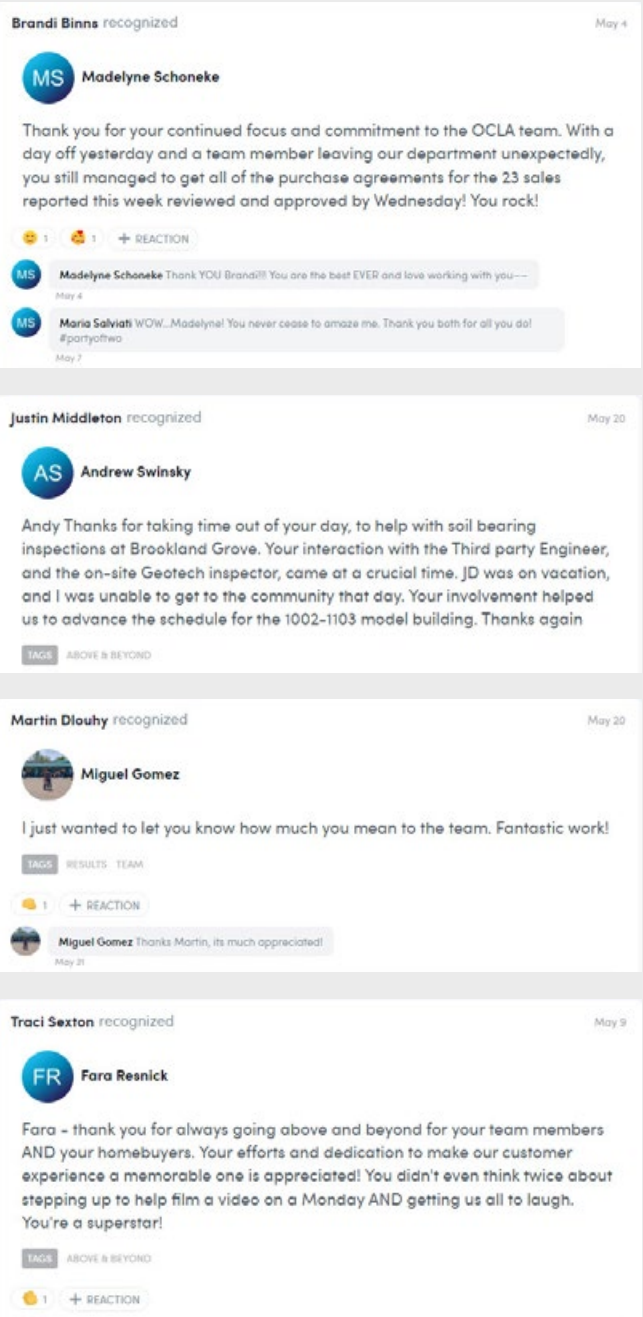 Brandi Binns recognized
May 4
MS
Madelyne Schoneke
Thank you for your continued focus and commitment to the OCLA team. With a
day off yesterday and a team member leaving our department unexpectedly,
you still managed to get all of the purchase agreements for the 23 sales
reported this week reviewed and approved by Wednesday! You rock!
1
1
+ REACTION
MS
Madelyne Schoneke Thank YOU Brandi!!! You are the best EVER and love working with you~~
May 4
MS
Maria Salviati WOW...Madelyne! You never cease to amaze me. Thank you both for all you do!
#partyoftwo
May 7
Justin Middleton recognized
May 20
AS
Andrew Swinsky
Andy Thanks for taking time out of your day, to help with soil bearing
inspections at Brookland Grove. Your interaction with the Third party Engineer,
and the on-site Geotech inspector, came at a crucial time. JD was on vacation,
and I was unable to get to the community that day. Your involvement helped
us to advance the schedule for the 1002-1103 model building. Thanks again
TAGS ABOVE & BEYOND
Martin Dlouhy recognized
May 20
Miguel Gomez
I just wanted to let you know how much you mean to the team. Fantastic work!
TAGS RESULTS TEAM
1
+ REACTION
Miguel Gomez Thanks Martin, its much appreciated!
May 21
Traci Sexton recognized
May 9
FR
Fara Resnick
Fara - thank you for always going above and beyond for your team members
AND your homebuyers. Your efforts and dedication to make our customer
experience a memorable one is appreciated! You didn't even think twice about
stepping up to help film a video on a Monday AND getting us all to laugh.
You're a superstar!
TAGS ABOVE & BEYOND
1
+ REACTION